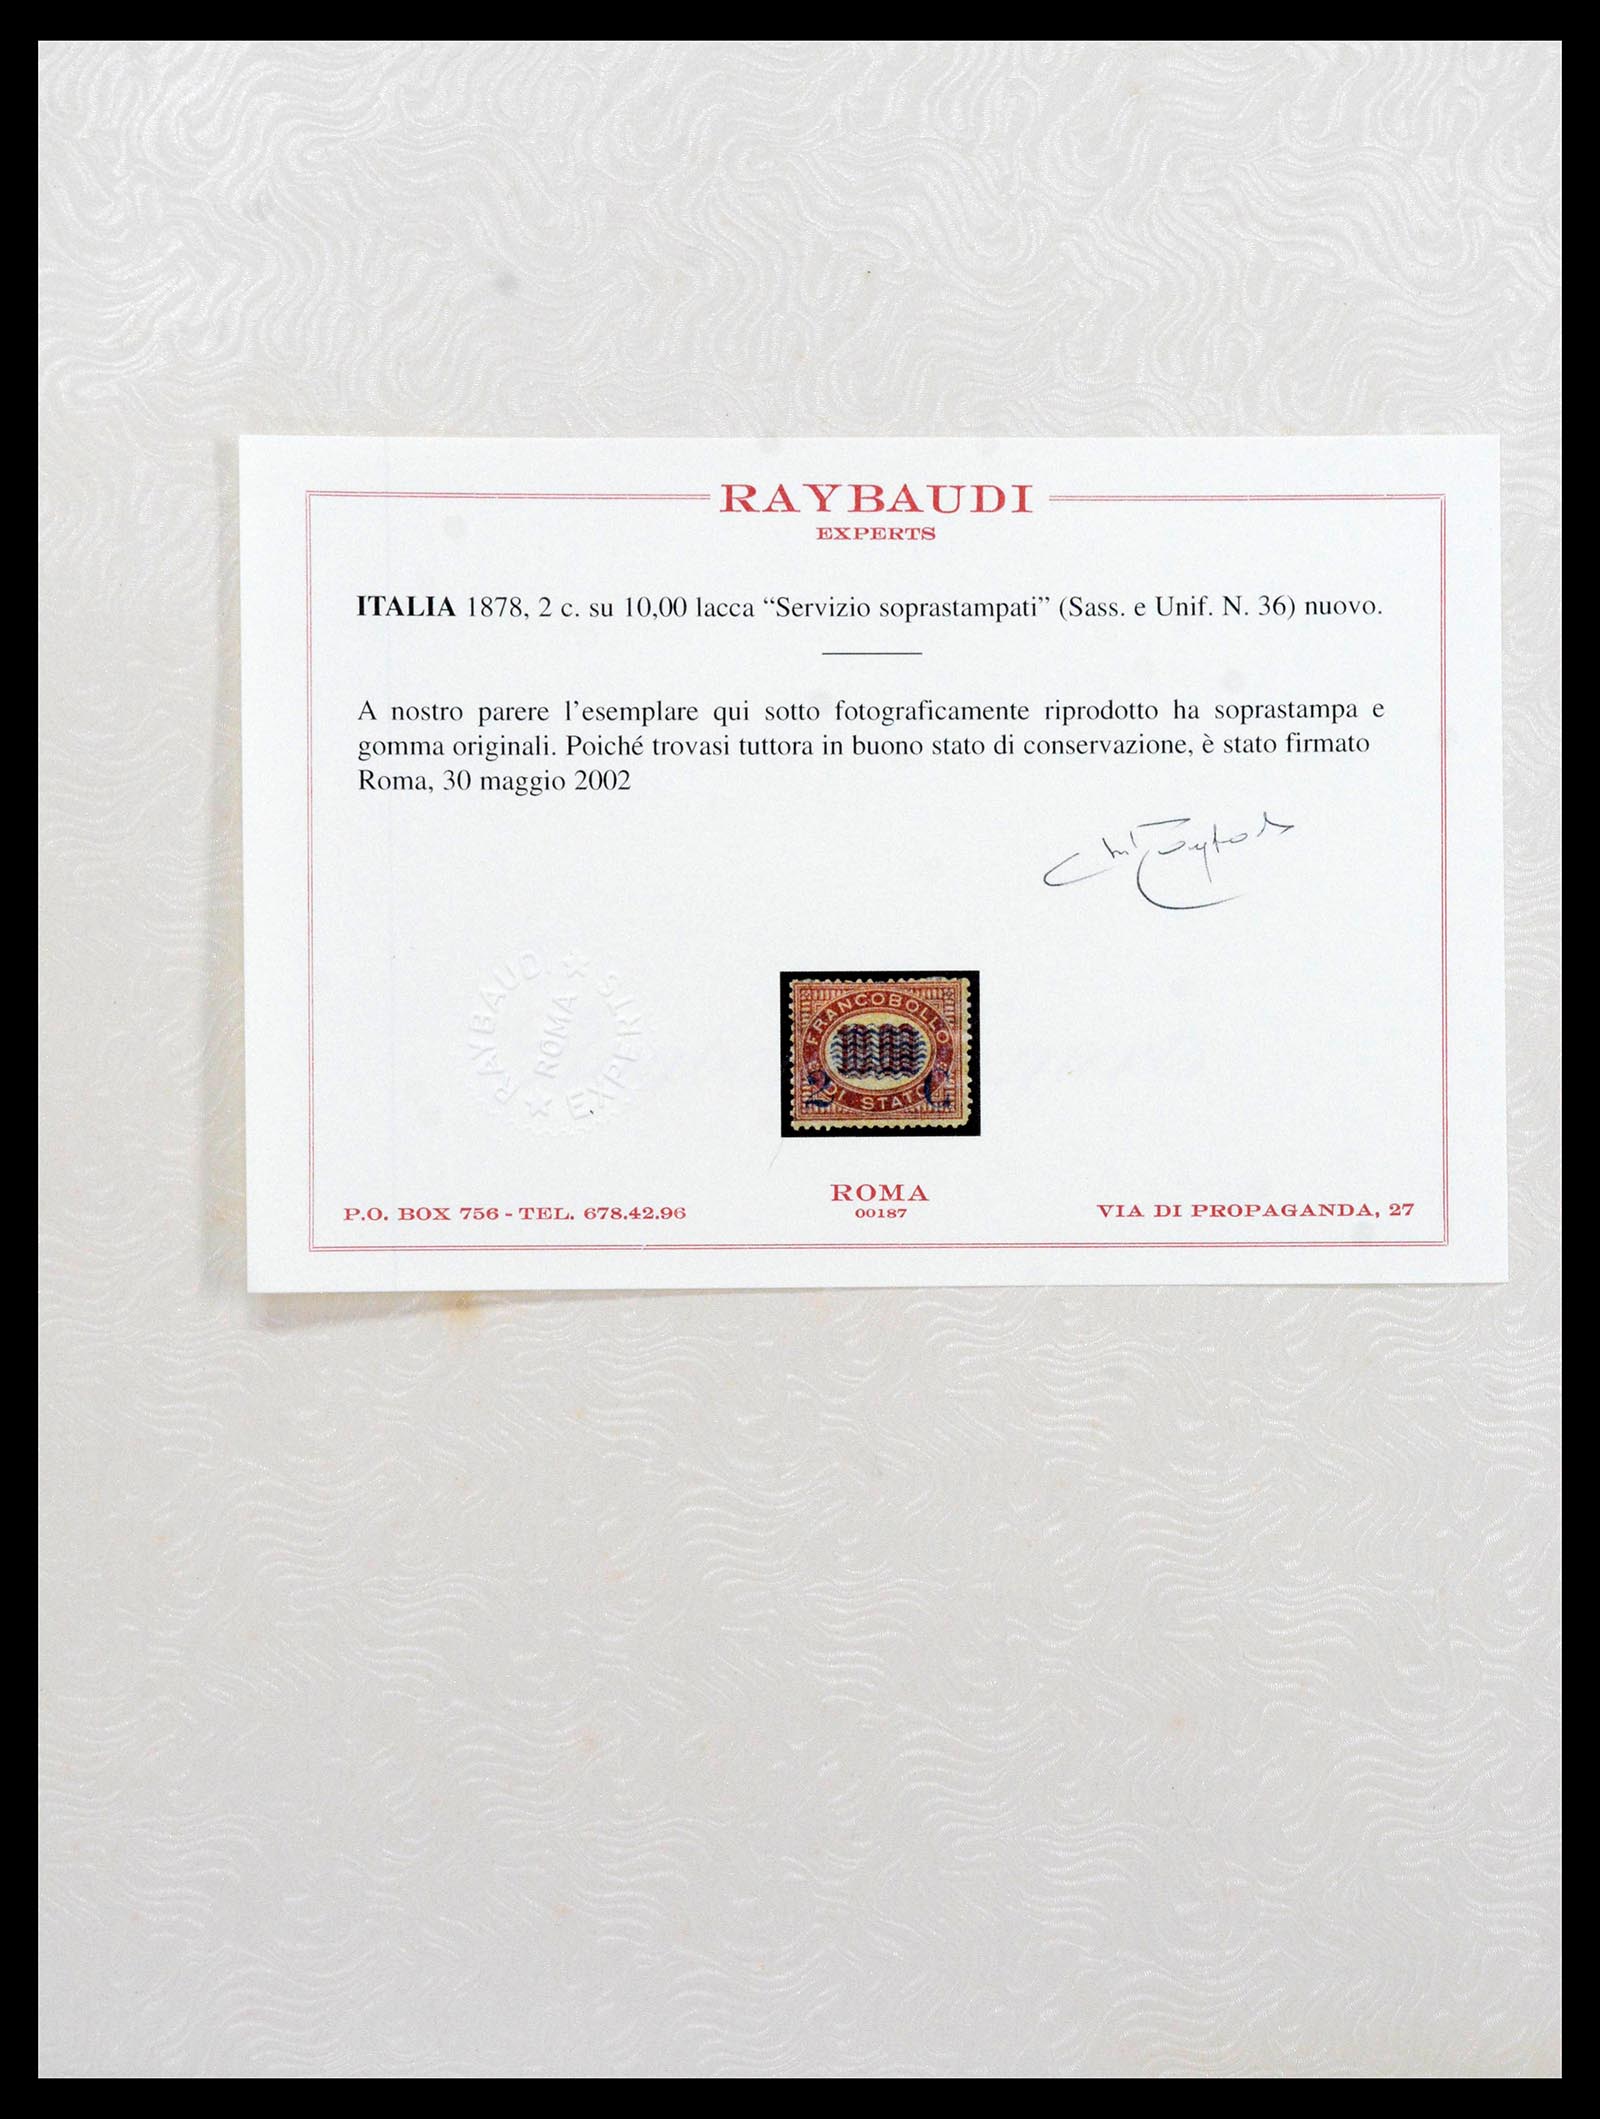 RAYBAUDI
EXPERTS
ITALIA 1878, 2 c. su 10,00 lacca “Servizio soprastampati” (Sass. e Unif. N. 36) nuovo.
A nostro parere l’esemplare qui sotto fotograficamente riprodotto ha soprastampa e
gomma originali. Poiché trovasi tuttora in buono stato di conservazione, è stato firmato
Roma, 30 maggio 2002
RAYBAUDI
ROMA
EXPERTS
FRANCOBOLLO
2 C
DI STATO
ROMA
00187
P.O. BOX 756 - TEL. 678.42.96
VIA DI PROPAGANDA, 27